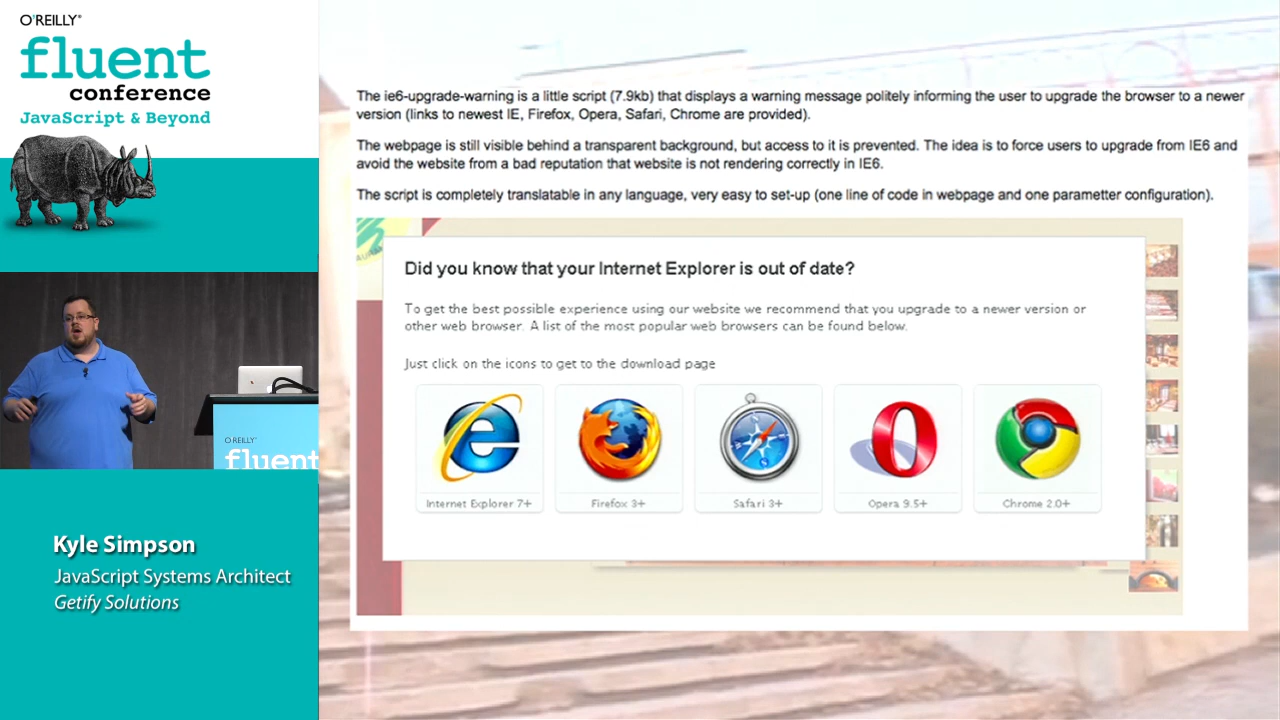 O'REILLY®
fluent
conference
JavaScript & Beyond
The ie6-upgrade-warning is a little script (7.9kb) that displays a warning message politely informing the user to upgrade the browser to a newer
version (links to newest IE, Firefox, Opera, Safari, Chrome are provided).
The webpage is still visible behind a transparent background, but access to it is prevented. The idea is to force users to upgrade from IE6 and
avoid the website from a bad reputation that website is not rendering correctly in IE6.
The script is completely translatable in any language, very easy to set-up (one line of code in webpage and one parametter configuration).
Did you know that your Internet Explorer is out of date?
To get the best possible experience using our website we recommend that you upgrade to a newer version or
other web browser. A list of the most popular web browsers can be found below.
Just click on the icons to get to the download page
Internet Explorer 7+
Firefox 3+
Safari 3+
Opera 9.5+
Chrome 2.0+
O'REILLY®
fluent
Kyle Simpson
JavaScript Systems Architect
Getify Solutions